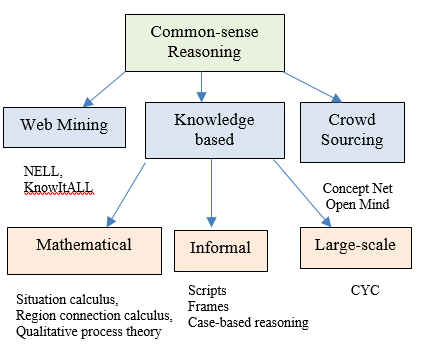 Common-sense
Reasoning
Web Mining
Knowledge
based
Crowd
Sourcing
NELL,
KnowItALL
Concept Net
Open Mind
Mathematical
Informal
Large-scale
Situation calculus,
Region connection calculus,
Qualitative process theory
Scripts
Frames
Case-based reasoning
CYC